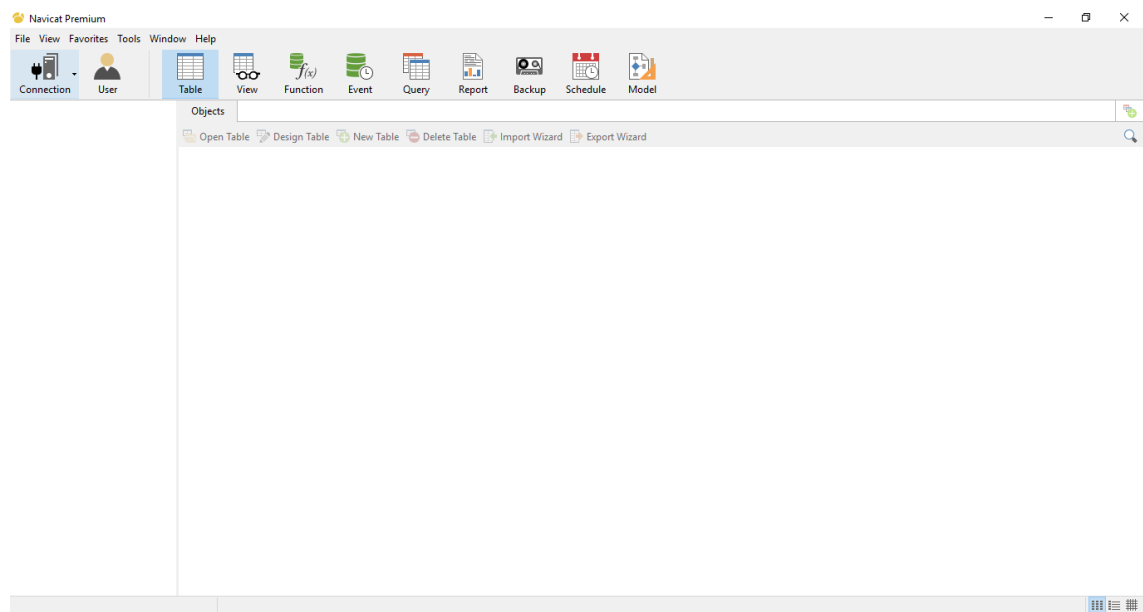 Navicat Premium
File View Favorites Tools Window Help
f(x)
Connection User Table View Function Event Query Report Backup Schedule Model
Objects
Open Table Design Table New Table Delete Table Import Wizard Export Wizard